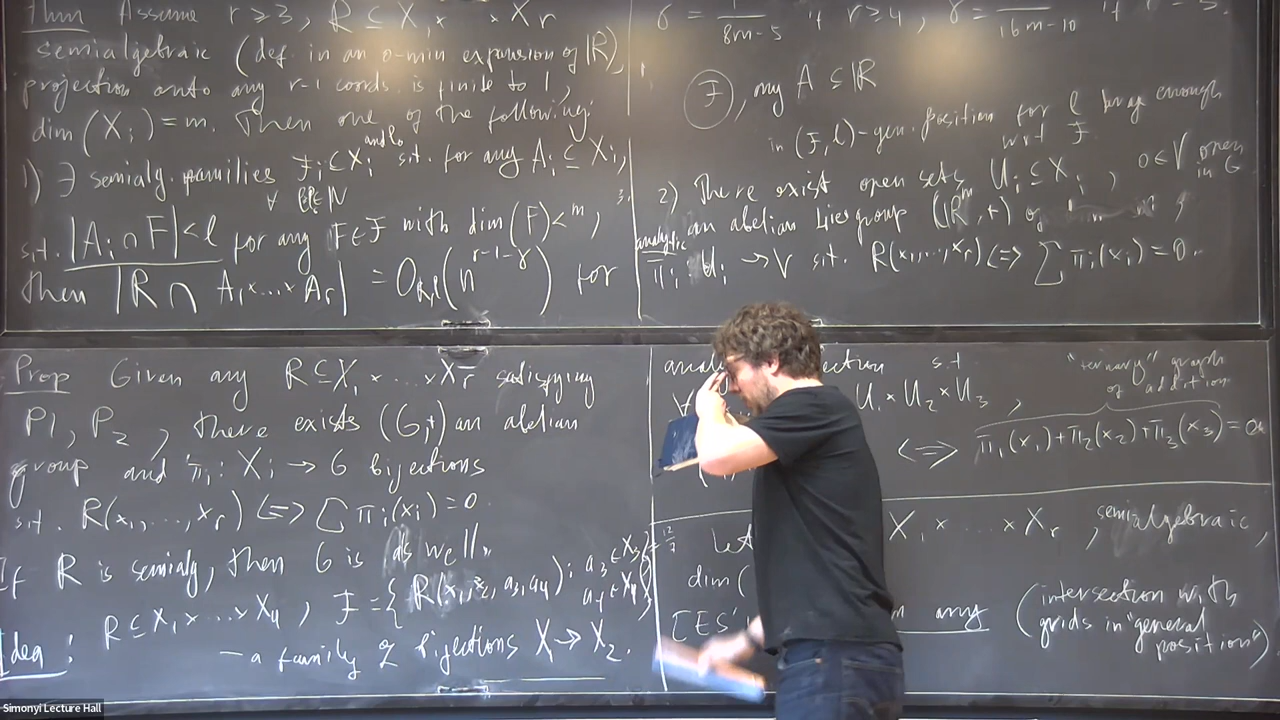 Thm Assume r ≥ 3, R ⊆ X₁ × ... × X_r
semialgebraic (def. in an o-min expansion of ℝ),
projection onto any r-1 coords. is finite to 1,
dim (X_i) = m. Then one of the following:
1) ∃ semialg. families F_i ⊆ X_i s.t. for any A_i ⊆ X_i,
s.t. |A_i ∩ F| < l for any F ∈ F with dim(F) < m,
then |R ∩ A₁ × ... × A_r| = O_{R,l}(n^{r-1-γ}) for
γ = 1/(8m-5) if r ≥ 4, γ = 1/(16m-10) if r = 3.
(F), any A ⊆ ℝ
in (F, l)-gen. position for l large enough
wrt F
2) There exist open sets U_i ⊆ X_i, 0 ∈ V open
in G
an abelian Lie group (ℝ^m, +)
analytic
π_i : U_i → V s.t. R(x₁, ..., x_r) <=> ∑ π_i(x_i) = 0.
Prop Given any R ⊆ X₁ × ... × X_r satisfying
P1, P2, there exists (G, +) an abelian
group and π_i : X_i → G bijections
s.t. R(x₁, ..., x_r) <=> ∑ π_i(x_i) = 0
If R is semialg, then G is as well.
Idea: R ⊆ X₁ × ... × X₄, F = {R(x₁, x₂, a₃, a₄) : a₃ ∈ X₃, a₄ ∈ X₄}
- a family of bijections X₁ → X₂.
s.t
"ternary" graph
of addition
U₁ × U₂ × U₃,
<=> π₁(x₁) + π₂(x₂) + π₃(x₃) = 0
Let
X₁ × ... × X_r, semialgebraic,
dim (
[ES
any (intersection with
grids in "general
position")
Simonyi Lecture Hall